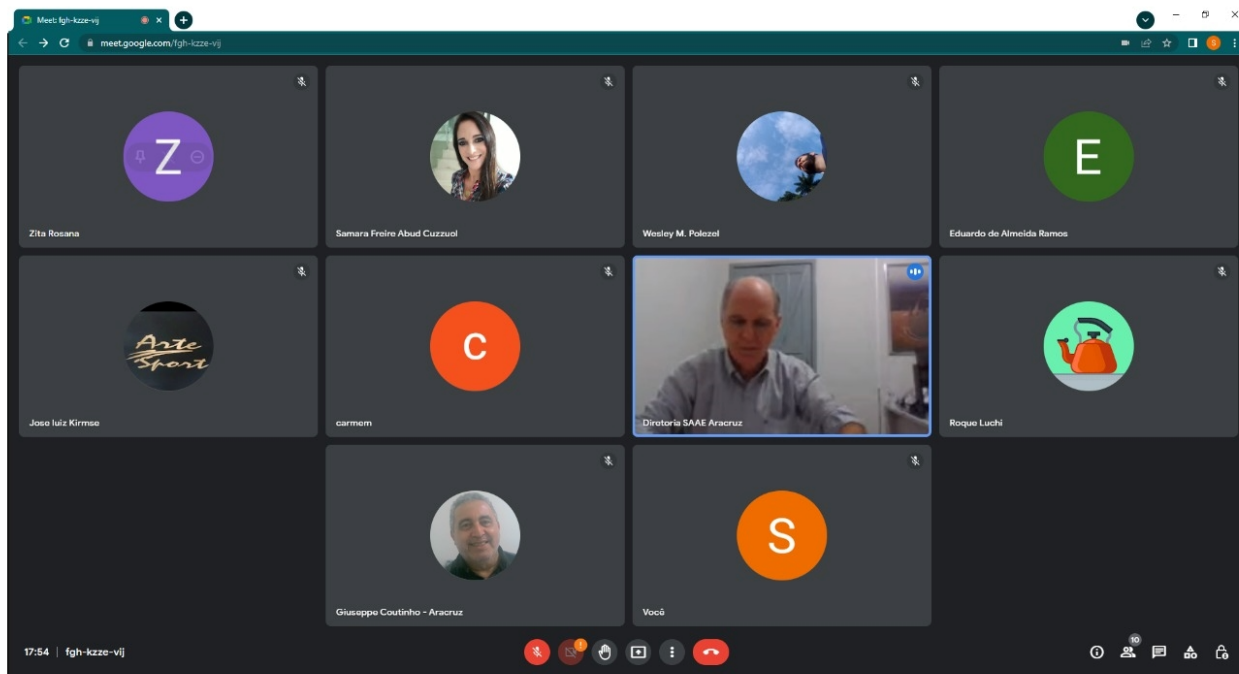 Meet: fgh-kzze-vij
meet.google.com/fgh-kzze-vij
S
Z
Zita Rosana
Samara Freire Abud Cuzzuol
Wesley M. Polezel
E
Eduardo de Almeida Ramos
Arte
Sport
Jose luiz Kirmse
C
carmem
Diretoria SAAE Aracruz
Roque Luchi
Giuseppe Coutinho - Aracruz
S
Você
17:54 | fgh-kzze-vij
10